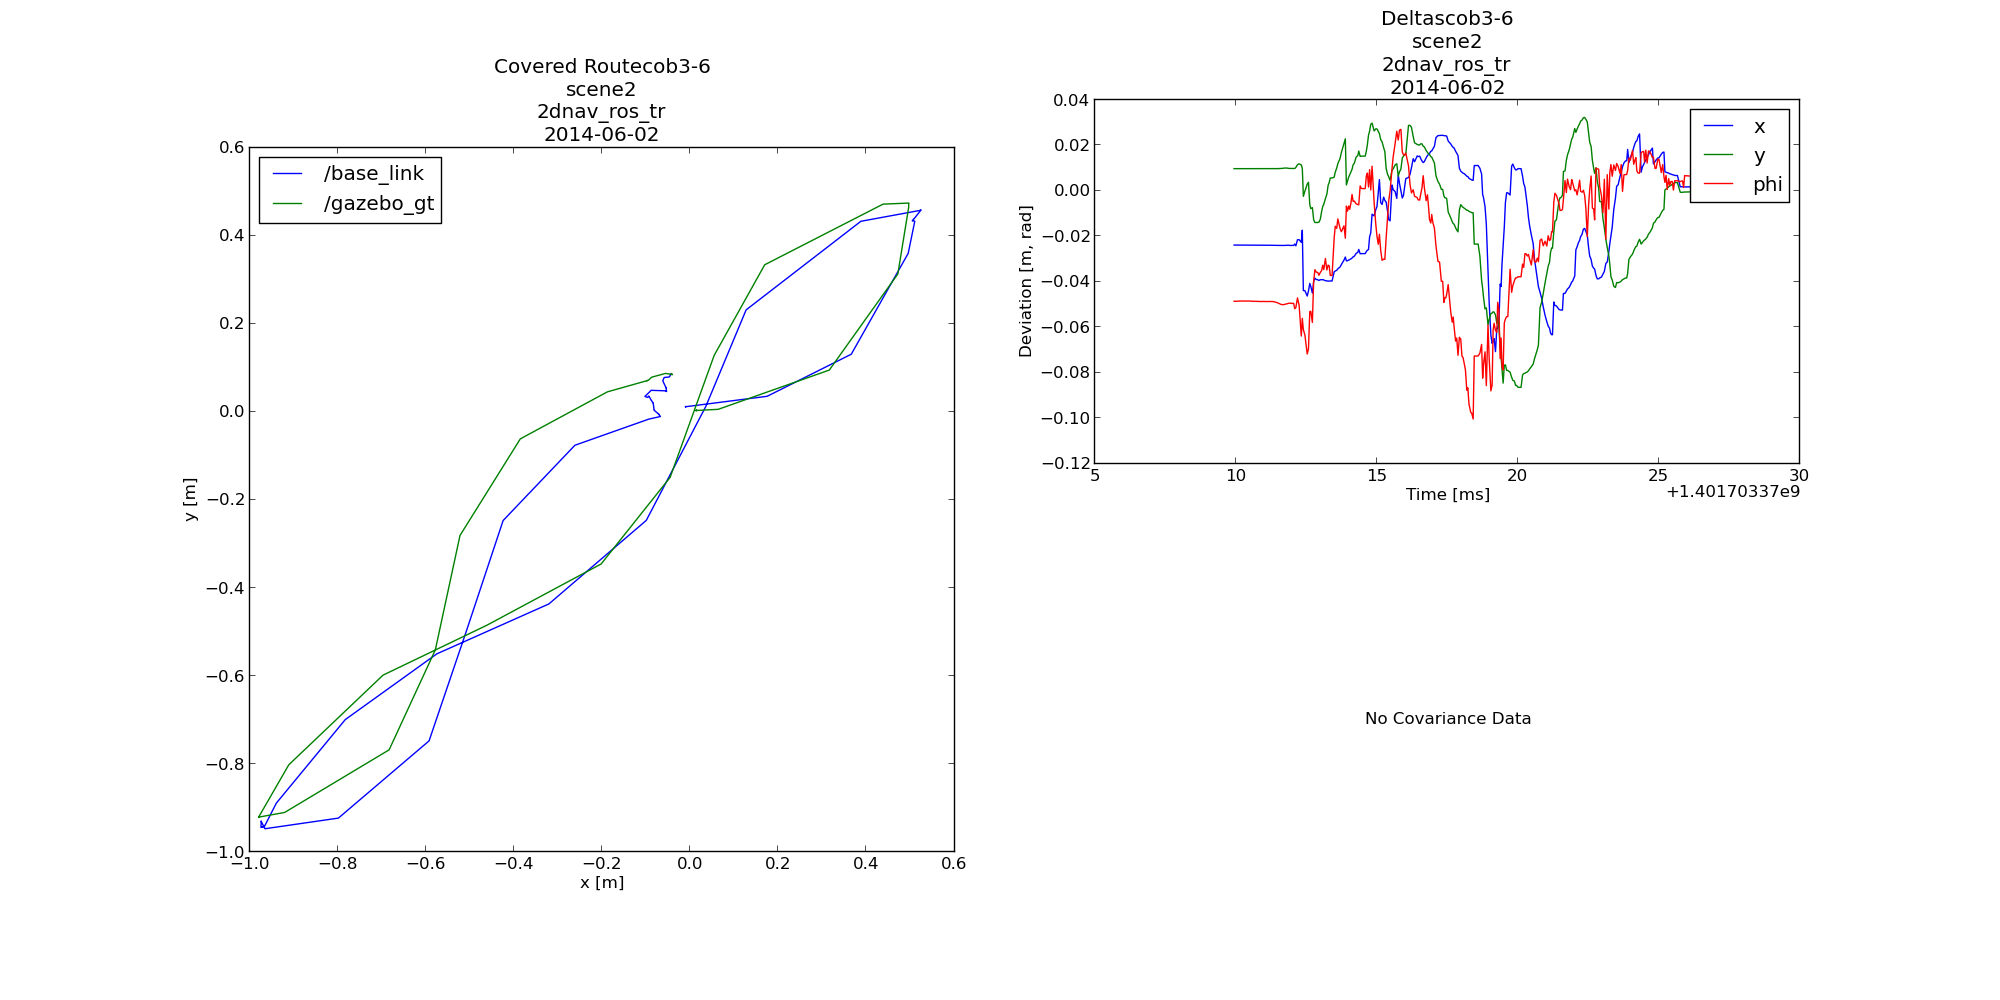 Covered Routecob3-6
scene2
2dnav_ros_tr
2014-06-02
/base_link
/gazebo_gt
0.6
0.4
0.2
0.0
−0.2
−0.4
−0.6
−0.8
−1.0
y [m]
−1.0 −0.8 −0.6 −0.4 −0.2 0.0 0.2 0.4 0.6
x [m]
Deltascob3-6
scene2
2dnav_ros_tr
2014-06-02
x
y
phi
0.04
0.02
0.00
−0.02
−0.04
−0.06
−0.08
−0.10
−0.12
Deviation [m, rad]
5 10 15 20 25 30
Time [ms]
+1.40170337e9
No Covariance Data